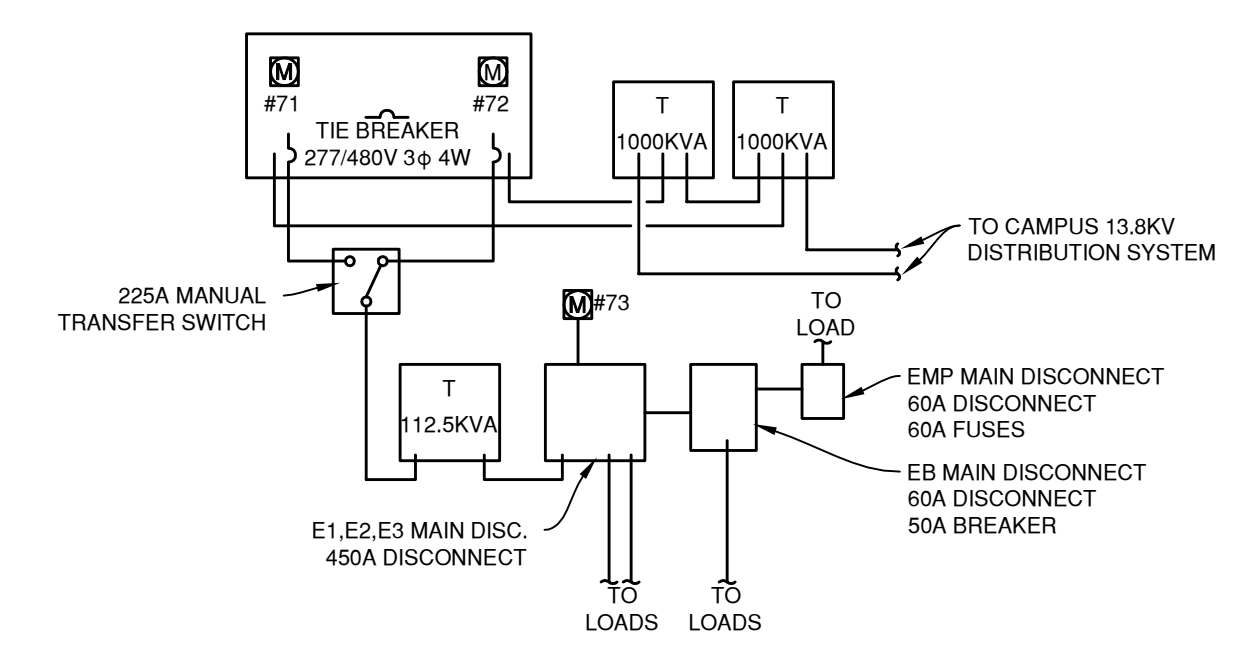 M
M
#71
#72
TIE BREAKER
277/480V 3ϕ 4W
T
1000KVA
T
1000KVA
TO CAMPUS 13.8KV
DISTRIBUTION SYSTEM
225A MANUAL
TRANSFER SWITCH
M #73
TO
LOAD
T
112.5KVA
EMP MAIN DISCONNECT
60A DISCONNECT
60A FUSES
EB MAIN DISCONNECT
60A DISCONNECT
50A BREAKER
E1,E2,E3 MAIN DISC.
450A DISCONNECT
TO
LOADS
TO
LOADS